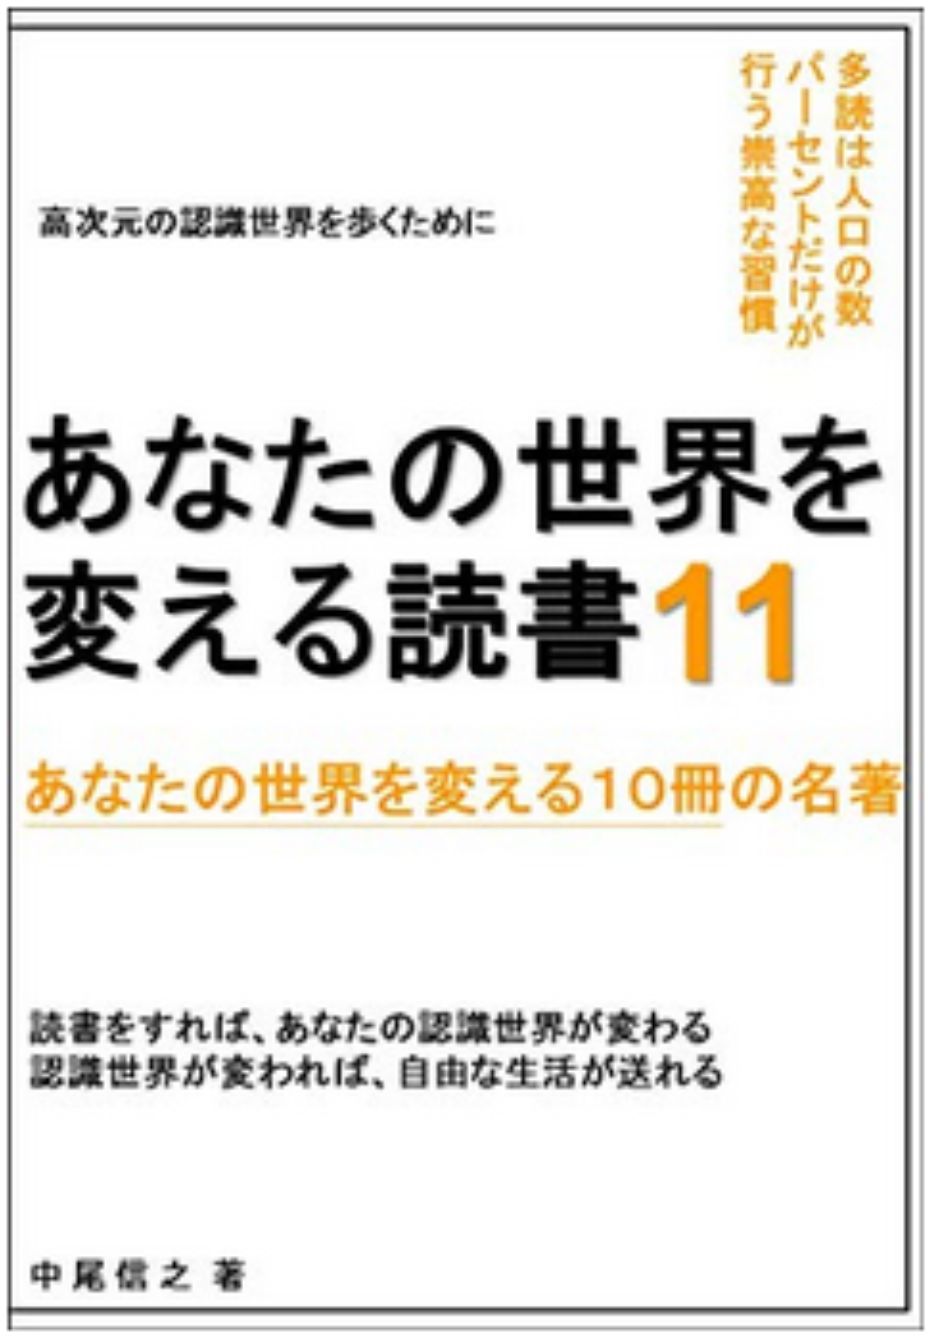 多読は人口の数
パーセントだけが
行う崇高な習慣
高次元の認識世界を歩くために
あなたの世界を
変える読書11
あなたの世界を変える10冊の名著
読書をすれば、あなたの認識世界が変わる
認識世界が変われば、自由な生活が送れる
中尾信之 著